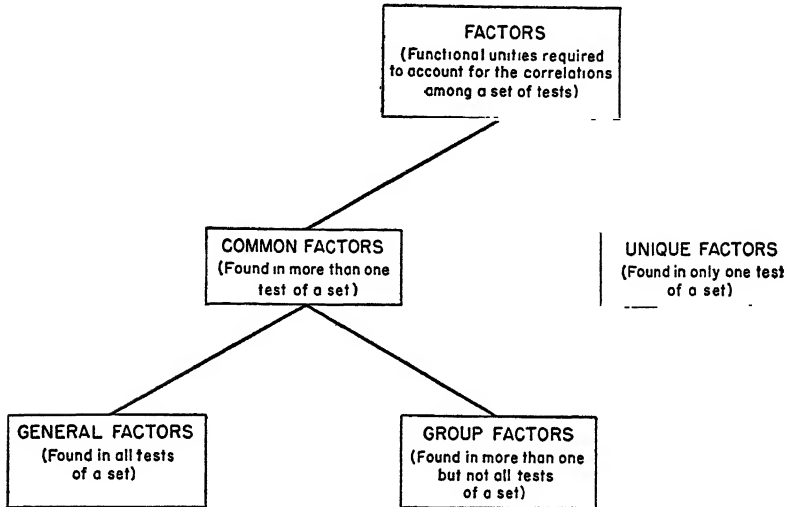 FACTORS
(Functional unities required
to account for the correlations
among a set of tests)
COMMON FACTORS
(Found in more than one
test of a set)
UNIQUE FACTORS
(Found in only one test
of a set)
GENERAL FACTORS
(Found in all tests
of a set)
GROUP FACTORS
(Found in more than one
but not all tests
of a set)